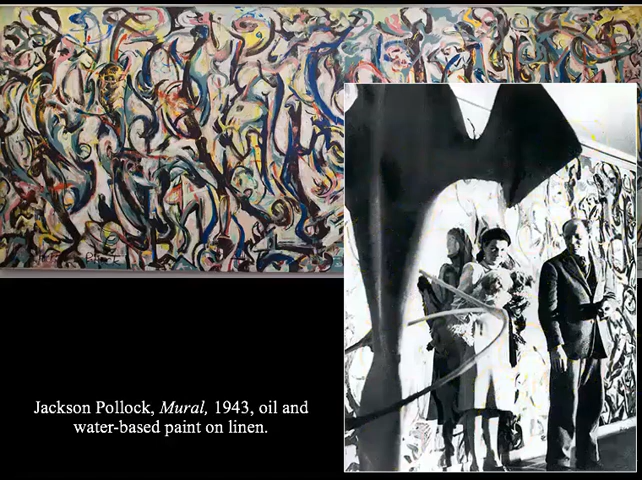 Jackson Pollock, Mural, 1943, oil and
water-based paint on linen.